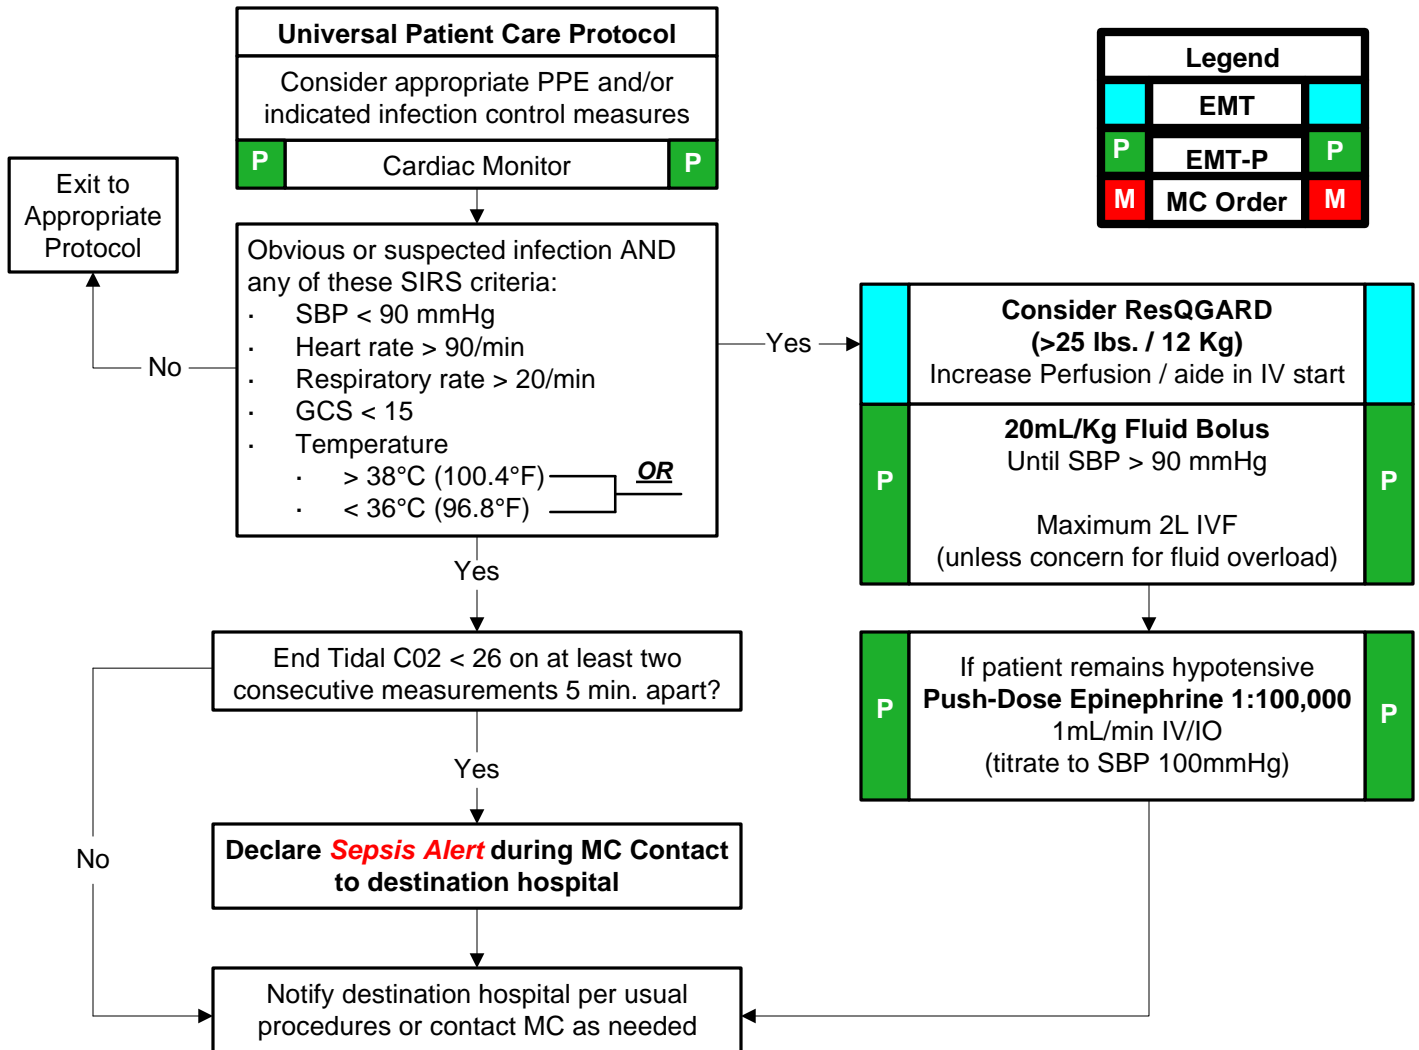 Universal Patient Care Protocol
Consider appropriate PPE and/or
indicated infection control measures
P Cardiac Monitor P
Legend
EMT
P EMT-P P
M MC Order M
Exit to
Appropriate
Protocol
Obvious or suspected infection AND
any of these SIRS criteria:
· SBP < 90 mmHg
· Heart rate > 90/min
· Respiratory rate > 20/min
· GCS < 15
· Temperature
· > 38°C (100.4°F)
· < 36°C (96.8°F)
OR
No
Yes
Consider ResQGARD
(>25 lbs. / 12 Kg)
Increase Perfusion / aide in IV start
20mL/Kg Fluid Bolus
Until SBP > 90 mmHg
P P
Maximum 2L IVF
(unless concern for fluid overload)
Yes
End Tidal C02 < 26 on at least two
consecutive measurements 5 min. apart?
If patient remains hypotensive
P Push-Dose Epinephrine 1:100,000 P
1mL/min IV/IO
(titrate to SBP 100mmHg)
Yes
No
Declare Sepsis Alert during MC Contact
to destination hospital
Notify destination hospital per usual
procedures or contact MC as needed